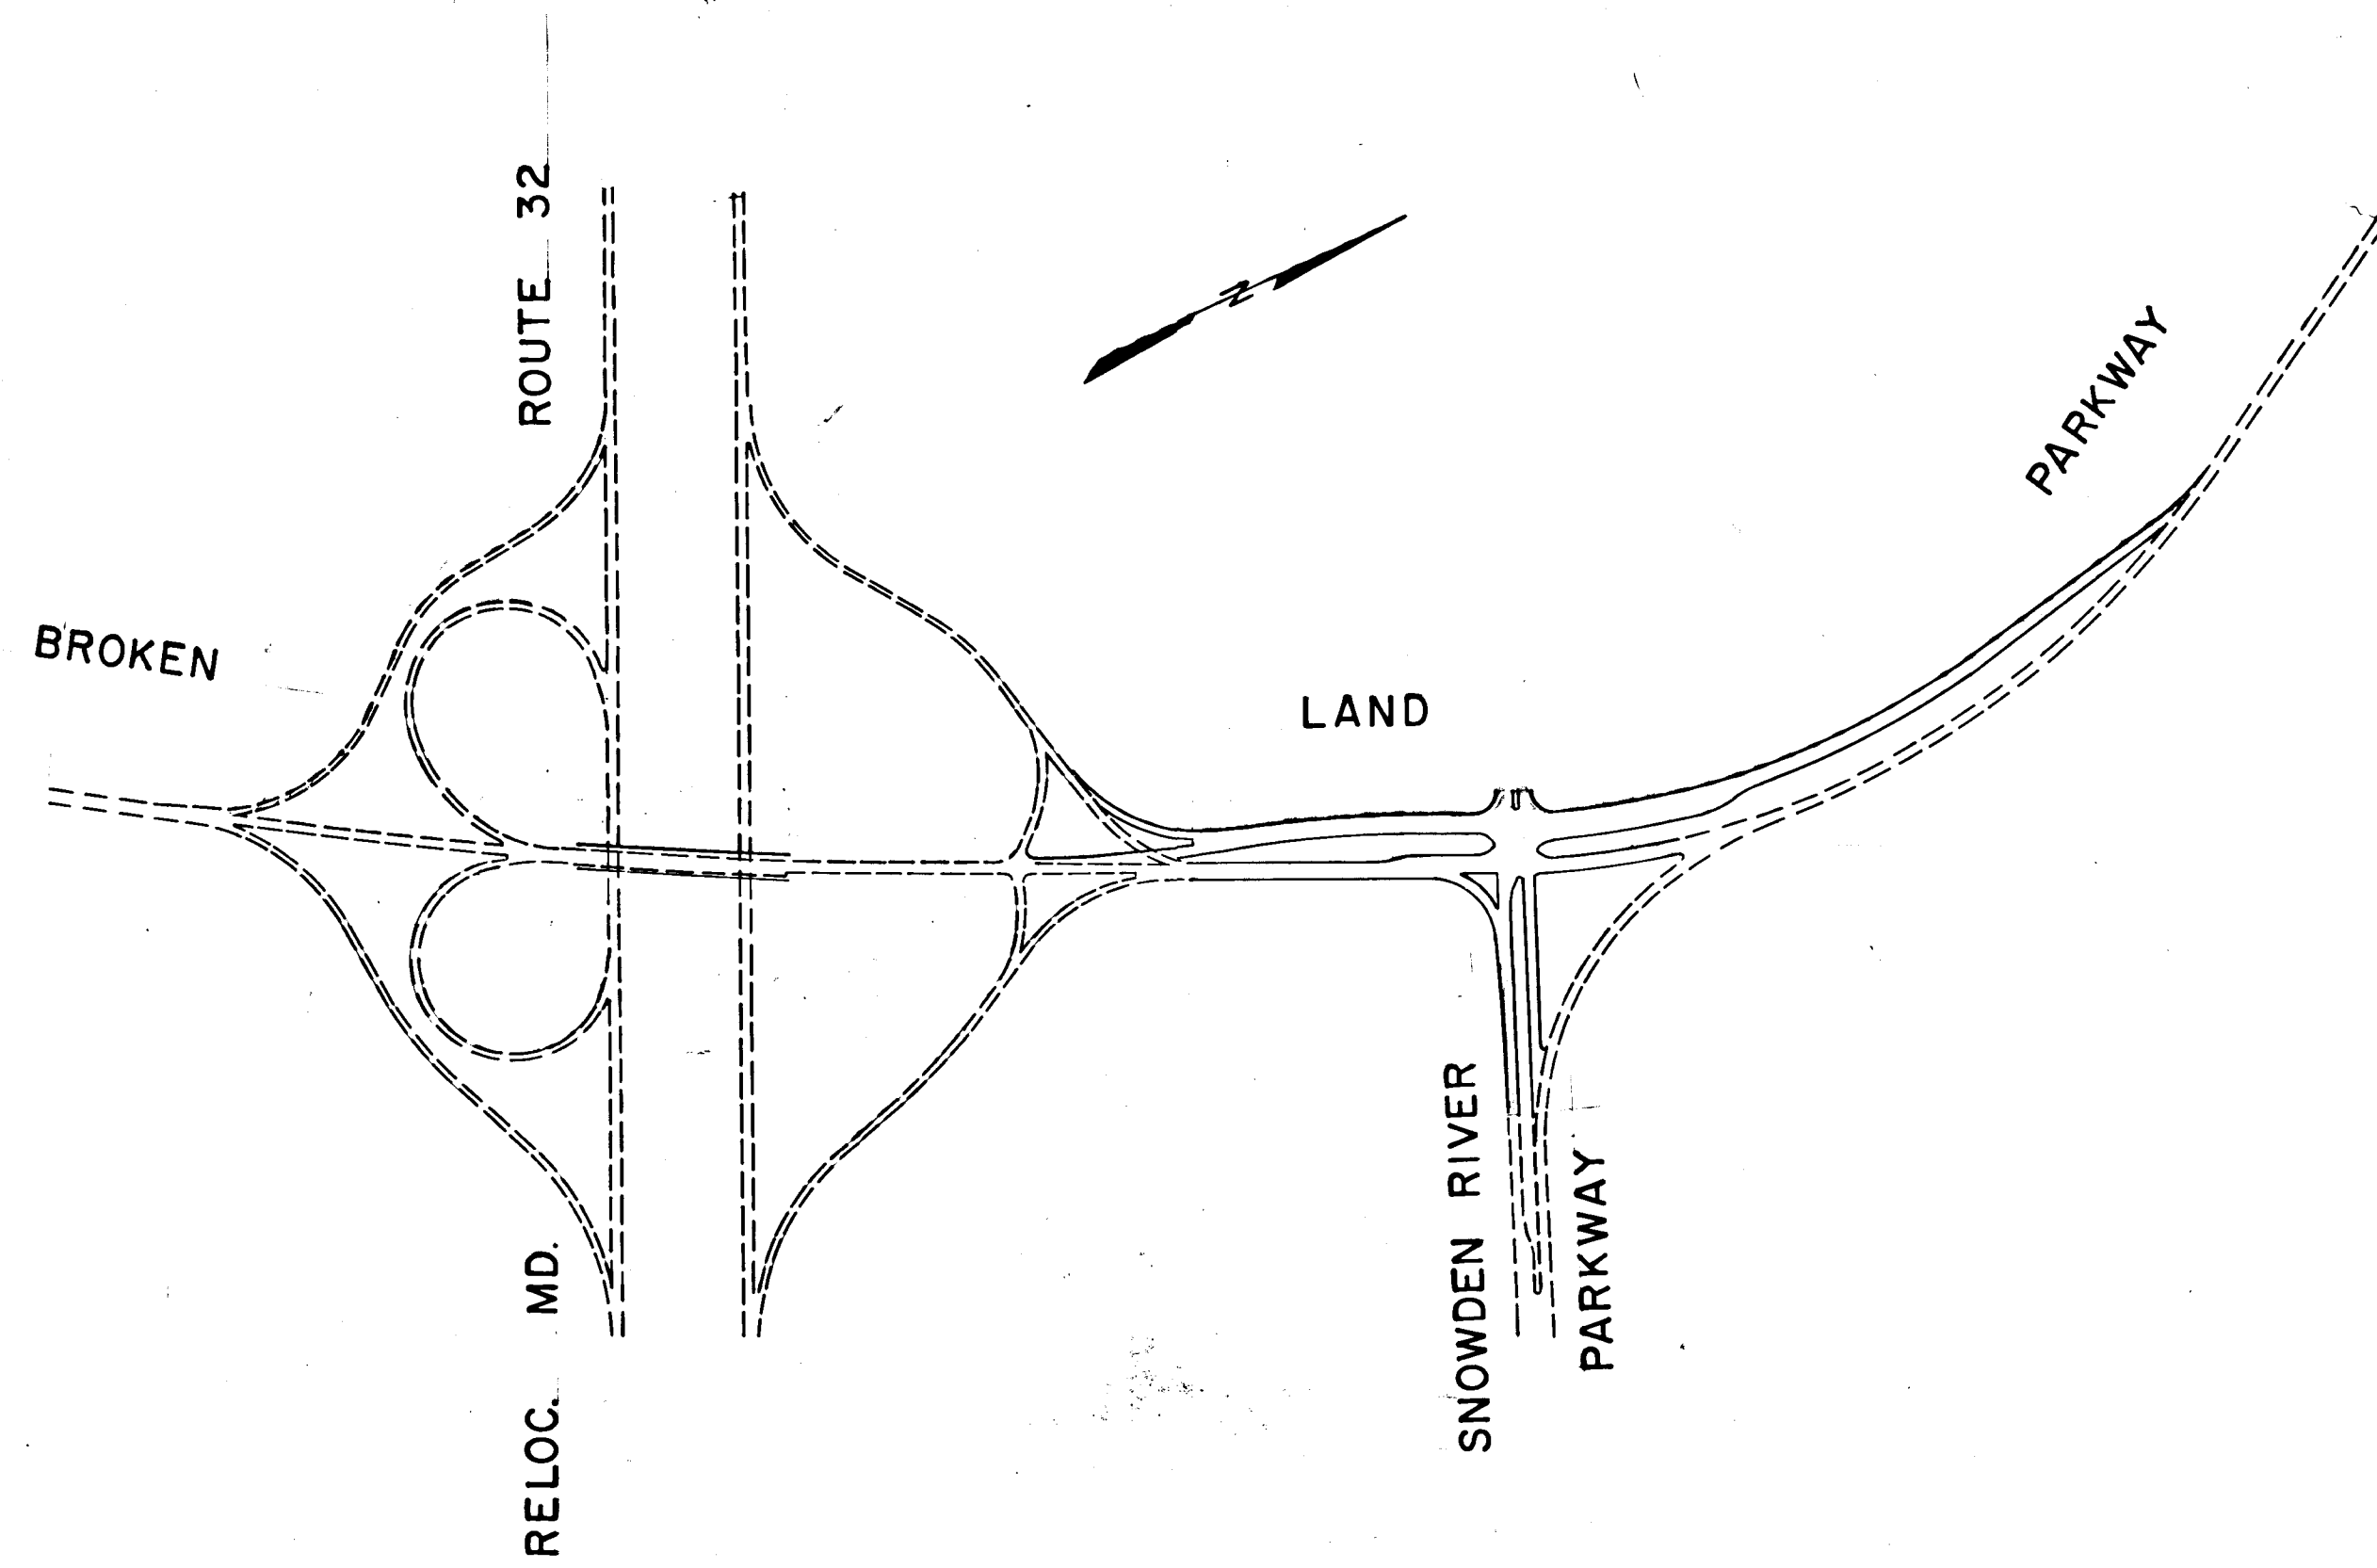 BROKEN LAND PARKWAY
RELOC. MD. ROUTE 32
SNOWDEN RIVER
PARKWAY
N